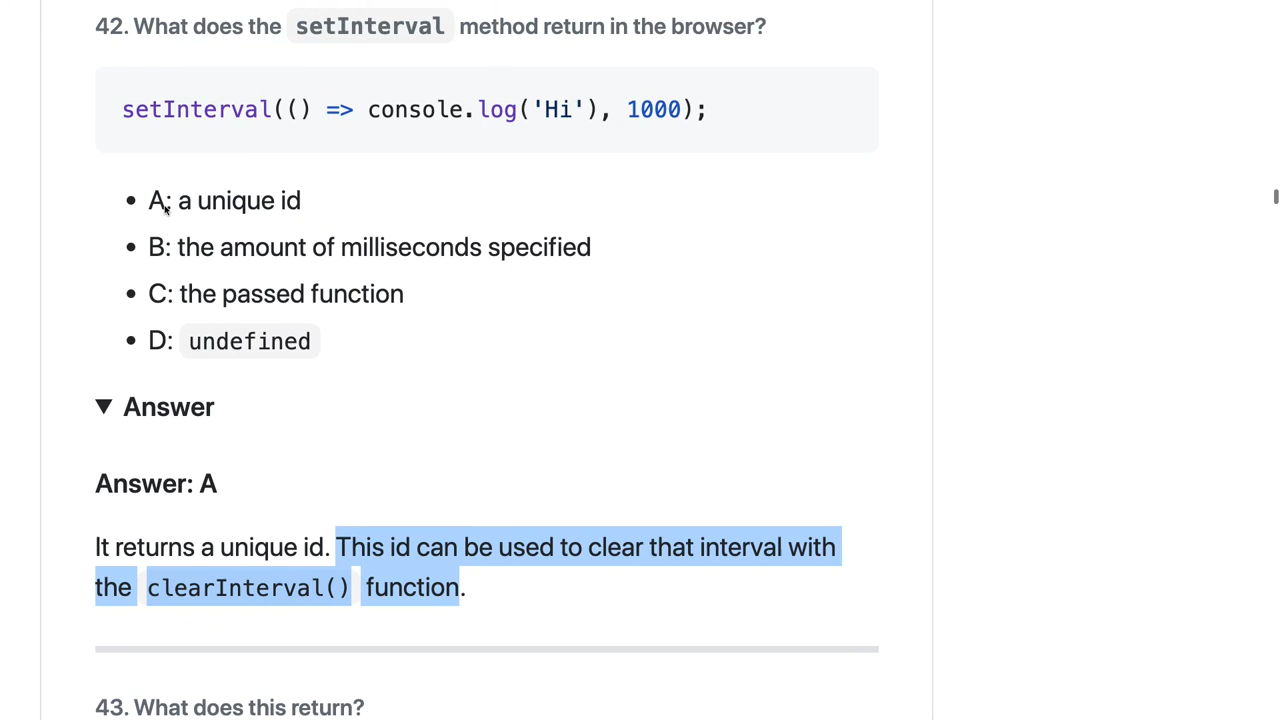 42. What does the setInterval method return in the browser?
setInterval(() => console.log('Hi'), 1000);
A: a unique id
B: the amount of milliseconds specified
C: the passed function
D: undefined
▼ Answer
Answer: A
It returns a unique id. This id can be used to clear that interval with
the clearInterval() function.
43. What does this return?